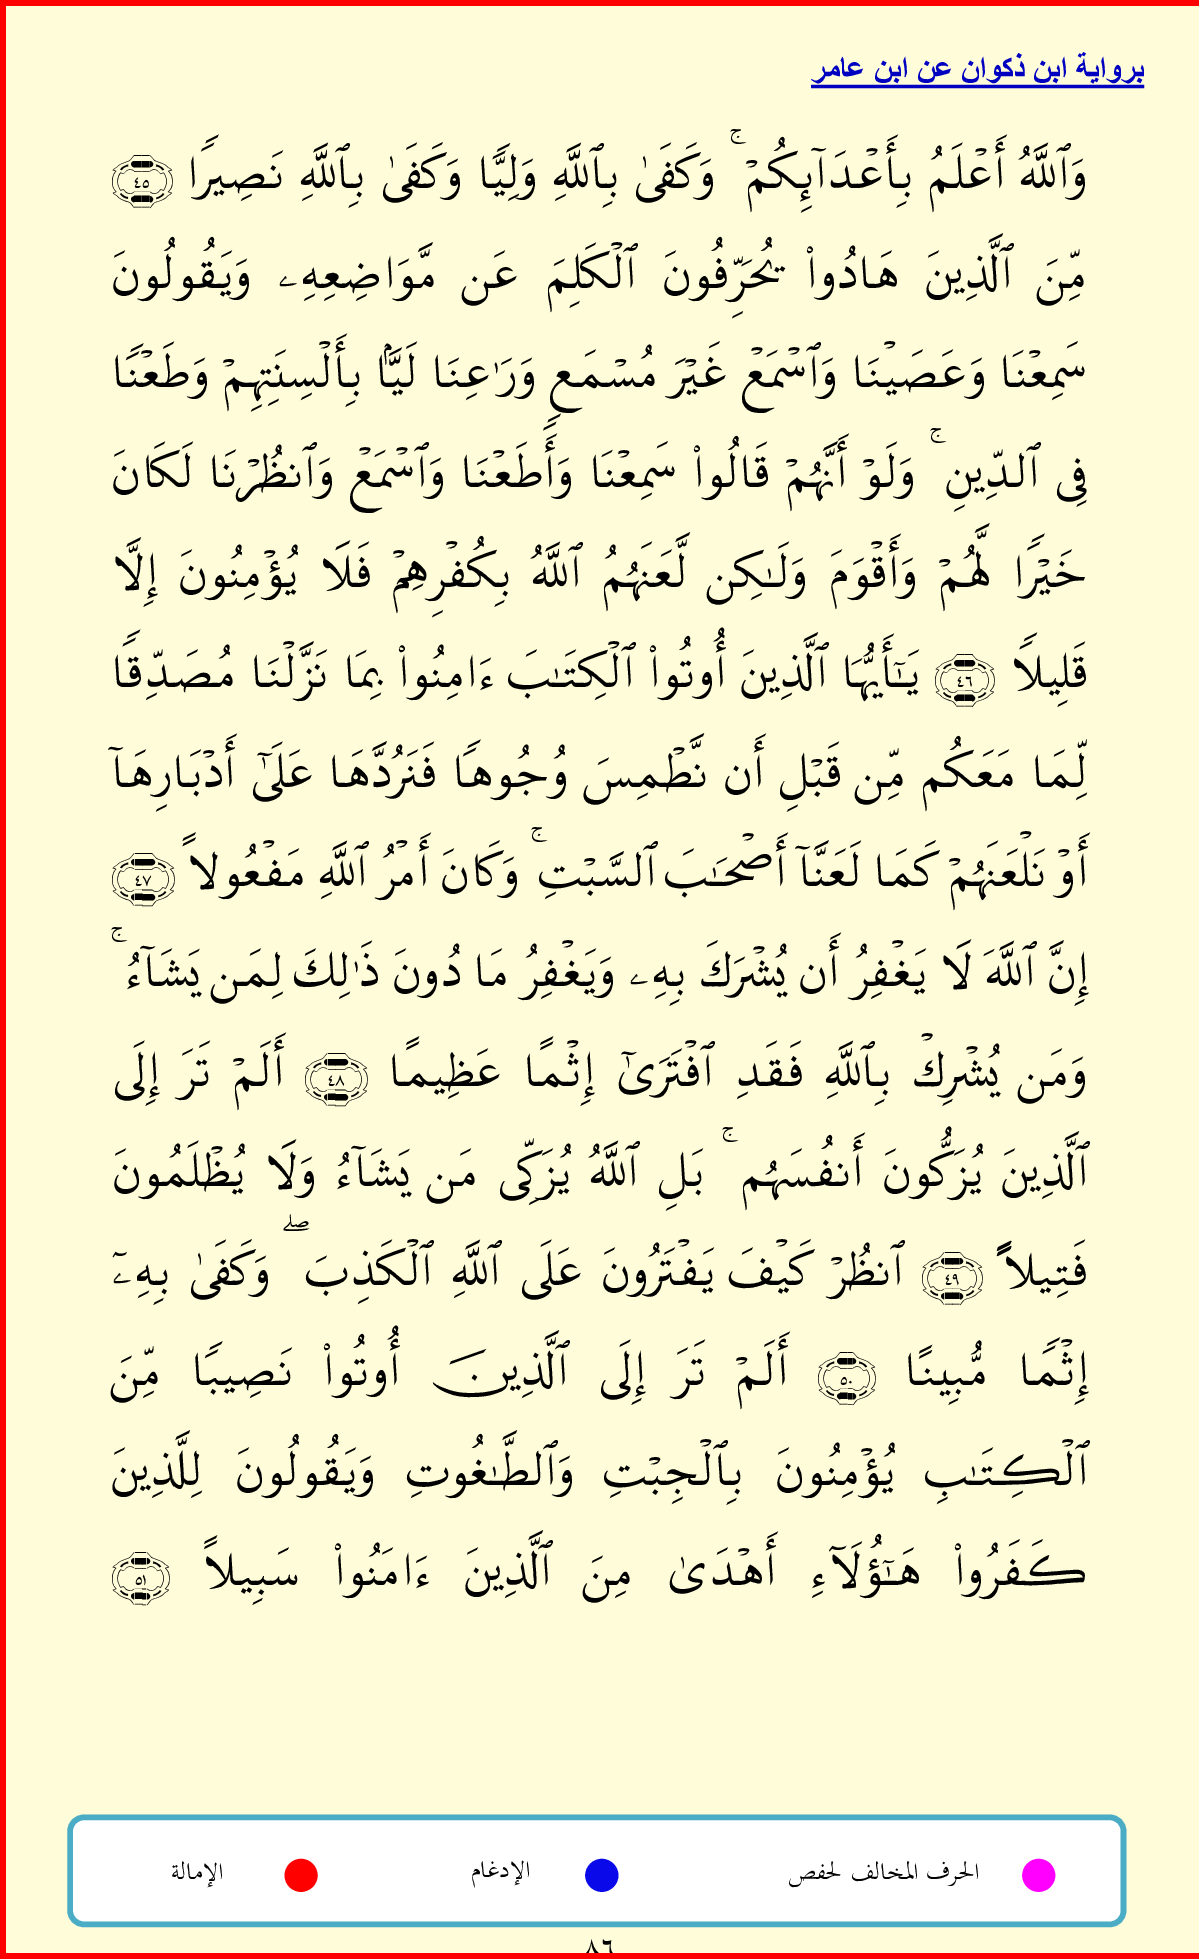 برواية ابن ذكوان عن ابن عامر
وَٱللَّهُ أَعۡلَمُ بِأَعۡدَآئِكُمۡ ۚ وَكَفَىٰ بِٱللَّهِ وَلِيًّا وَكَفَىٰ بِٱللَّهِ نَصِيرًا ٤٥
مِّنَ ٱلَّذِينَ هَادُواْ يُحَرِّفُونَ ٱلۡكَلِمَ عَن مَّوَاضِعِهِۦ وَيَقُولُونَ
سَمِعۡنَا وَعَصَيۡنَا وَٱسۡمَعۡ غَيۡرَ مُسۡمَعٍ وَرَٰعِنَا لَيًّۢا بِأَلۡسِنَتِهِمۡ وَطَعۡنًا
فِى ٱلدِّينِ ۚ وَلَوۡ أَنَّهُمۡ قَالُواْ سَمِعۡنَا وَأَطَعۡنَا وَٱسۡمَعۡ وَٱنظُرۡنَا لَكَانَ
خَيۡرًا لَّهُمۡ وَأَقۡوَمَ وَلَـٰكِن لَّعَنَهُمُ ٱللَّهُ بِكُفۡرِهِمۡ فَلَا يُؤۡمِنُونَ إِلَّا
قَلِيلاً ٤٦ يَـٰٓأَيُّهَا ٱلَّذِينَ أُوتُواْ ٱلۡكِتَـٰبَ ءَامِنُواْ بِمَا نَزَّلۡنَا مُصَدِّقًا
لِّمَا مَعَكُم مِّن قَبۡلِ أَن نَّطۡمِسَ وُجُوهًا فَنَرُدَّهَا عَلَىٰٓ أَدۡبَارِهَآ
أَوۡ نَلۡعَنَهُمۡ كَمَا لَعَنَّآ أَصۡحَـٰبَ ٱلسَّبۡتِ ۚ وَكَانَ أَمۡرُ ٱللَّهِ مَفۡعُولاً ٤٧
إِنَّ ٱللَّهَ لَا يَغۡفِرُ أَن يُشۡرَكَ بِهِۦ وَيَغۡفِرُ مَا دُونَ ذَٰلِكَ لِمَن يَشَآءُ ۚ
وَمَن يُشۡرِكۡ بِٱللَّهِ فَقَدِ ٱفۡتَرَىٰٓ إِثۡمًا عَظِيمًا ٤٨ أَلَمۡ تَرَ إِلَى
ٱلَّذِينَ يُزَكُّونَ أَنفُسَهُم ۚ بَلِ ٱللَّهُ يُزَكِّى مَن يَشَآءُ وَلَا يُظۡلَمُونَ
فَتِيلاً ٤٩ ٱنظُرۡ كَيۡفَ يَفۡتَرُونَ عَلَى ٱللَّهِ ٱلۡكَذِبَ ۖ وَكَفَىٰ بِهِۦٓ
إِثۡمًا مُّبِينًا ٥٠ أَلَمۡ تَرَ إِلَى ٱلَّذِينَ أُوتُواْ نَصِيبًا مِّنَ
ٱلۡكِتَـٰبِ يُؤۡمِنُونَ بِٱلۡجِبۡتِ وَٱلطَّـٰغُوتِ وَيَقُولُونَ لِلَّذِينَ
كَفَرُواْ هَـٰٓؤُلَآءِ أَهۡدَىٰ مِنَ ٱلَّذِينَ ءَامَنُواْ سَبِيلاً ٥١
الحرف المخالف لحفص الإدغام الإمالة
٨٦